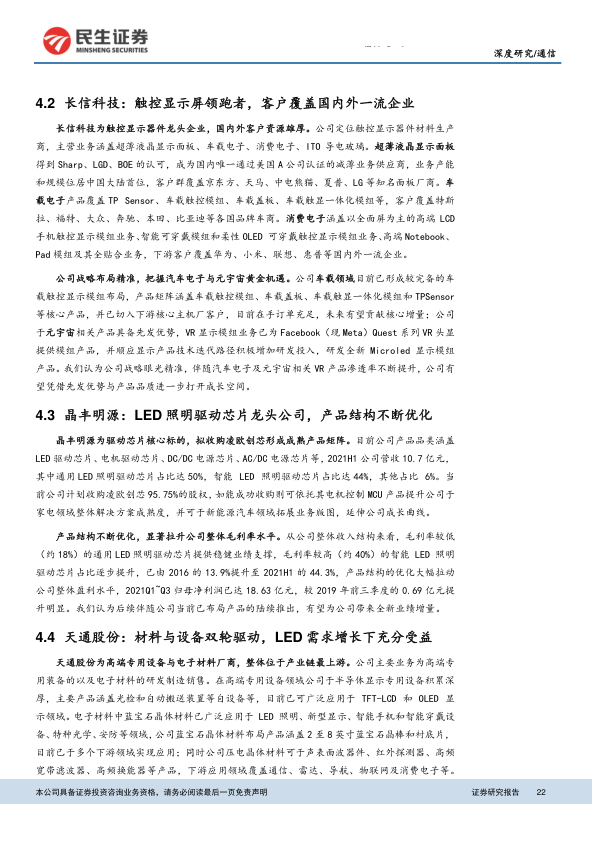 民生证券
MINSHENG SECURITIES
深度研究/通信
4.2 长信科技：触控显示屏领跑者，客户覆盖国内外一流企业
长信科技为触控显示器件龙头企业，国内外客户资源雄厚。公司定位触控显示器件材料生产
商，主营业务涵盖超薄液晶显示面板、车载电子、消费电子、ITO 导电玻璃。超薄液晶显示面板
得到 Sharp、LGD、BOE 的认可，成为国内唯一通过美国 A 公司认证的减薄业务供应商，业务产能
和规模位居中国大陆首位，客户群覆盖京东方、天马、中电熊猫、夏普、LG 等知名面板厂商。车
载电子产品覆盖 TP Sensor、车载触控模组、车载盖板、车载触显一体化模组等，客户覆盖特斯
拉、福特、大众、奔驰、本田、比亚迪等各国品牌车商。消费电子涵盖以全面屏为主的高端 LCD
手机触控显示模组业务、智能可穿戴模组和柔性 OLED 可穿戴触控显示模组业务、高端 Notebook、
Pad 模组及其全贴合业务，下游客户覆盖华为、小米、联想、惠普等国内外一流企业。
公司战略布局精准，把握汽车电子与元宇宙黄金机遇。公司车载领域目前已形成较完备的车
载触控显示模组布局，产品矩阵涵盖车载触控模组、车载盖板、车载触显一体化模组和 TPSensor
等核心产品，并已切入下游核心主机厂客户，目前在手订单充足，未来有望贡献核心增量；公司
于元宇宙相关产品具备先发优势，VR 显示模组业务已为 Facebook（现 Meta）Quest 系列 VR 头显
提供模组产品，并顺应显示产品技术迭代路径积极增加研发投入，研发全新 Microled 显示模组
产品。我们认为公司战略眼光精准，伴随汽车电子及元宇宙相关 VR 产品渗透率不断提升，公司有
望凭借先发优势与产品品质进一步打开成长空间。
4.3 晶丰明源：LED 照明驱动芯片龙头公司，产品结构不断优化
晶丰明源为驱动芯片核心标的，拟收购凌欧创芯形成成熟产品矩阵。目前公司产品品类涵盖
LED 驱动芯片、电机驱动芯片、DC/DC 电源芯片、AC/DC 电源芯片等，2021H1 公司营收 10.7 亿元，
其中通用 LED 照明驱动芯片占比达 50%，智能 LED 照明驱动芯片占比达 44%，其他占比 6%。当
前公司计划收购凌欧创芯 95.75%的股权，如能成功收购则可依托其电机控制 MCU 产品提升公司于
家电领域整体解决方案成熟度，并可于新能源汽车领域拓展业务版图，延伸公司成长曲线。
产品结构不断优化，显著拉升公司整体毛利率水平。从公司整体收入结构来看，毛利率较低
（约 18%）的通用 LED 照明驱动芯片提供稳健业绩支撑，毛利率较高（约 40%）的智能 LED 照明
驱动芯片占比逐步提升，已由 2016 的 13.9%提升至 2021H1 的 44.3%，产品结构的优化大幅拉动
公司整体盈利水平，2021Q1~Q3 归母净利润已达 18.63 亿元，较 2019 年前三季度的 0.69 亿元提
升明显。我们认为后续伴随公司当前已布局产品的陆续推出，有望为公司带来全新业绩增量。
4.4 天通股份：材料与设备双轮驱动，LED 需求增长下充分受益
天通股份为高端专用设备与电子材料厂商，整体位于产业链最上游。公司主要业务为高端专
用装备的以及电子材料的研发制造销售。在高端专用设备领域公司于半导体显示专用设备积累深
厚，主要产品涵盖光检和自动搬送装置等自设备等，目前已可广泛应用于 TFT-LCD 和 OLED 显
示领域。电子材料中蓝宝石晶体材料已广泛应用于 LED 照明、新型显示、智能手机和智能穿戴设
备、特种光学、安防等领域，公司蓝宝石晶体材料布局产品涵盖 2 至 8 英寸蓝宝石晶棒和衬底片，
目前已于多个下游领域实现应用；同时公司压电晶体材料可于声表面波器件、红外探测器、高频
宽带滤波器、高频换能器等产品，下游应用领域覆盖通信、雷达、导航、物联网及消费电子等。
本公司具备证券投资咨询业务资格，请务必阅读最后一页免责声明
证券研究报告 22